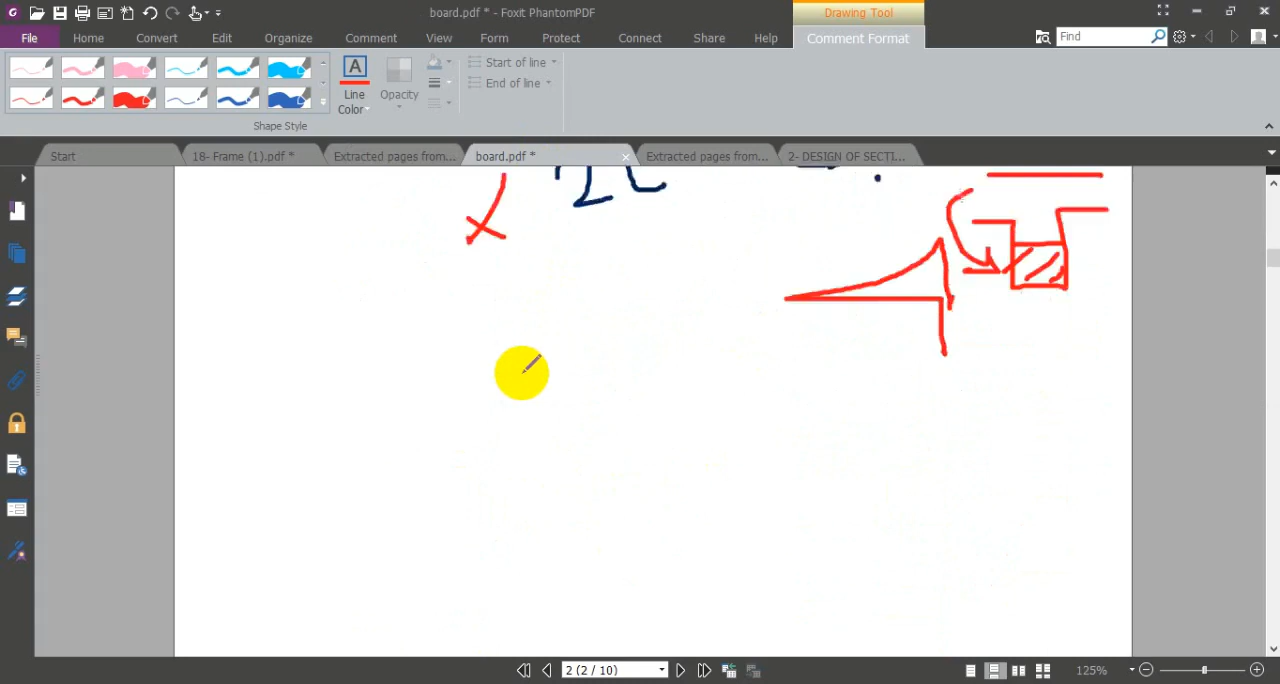 board.pdf * - Foxit PhantomPDF
Drawing Tool
File
Home
Convert
Edit
Organize
Comment
View
Form
Protect
Connect
Share
Help
Comment Format
Find
A
Line
Color
Opacity
Start of line
End of line
Shape Style
Start
18- Frame (1).pdf *
Extracted pages from...
board.pdf *
Extracted pages from...
2- DESIGN OF SECTI...
2 (2 / 10)
125%